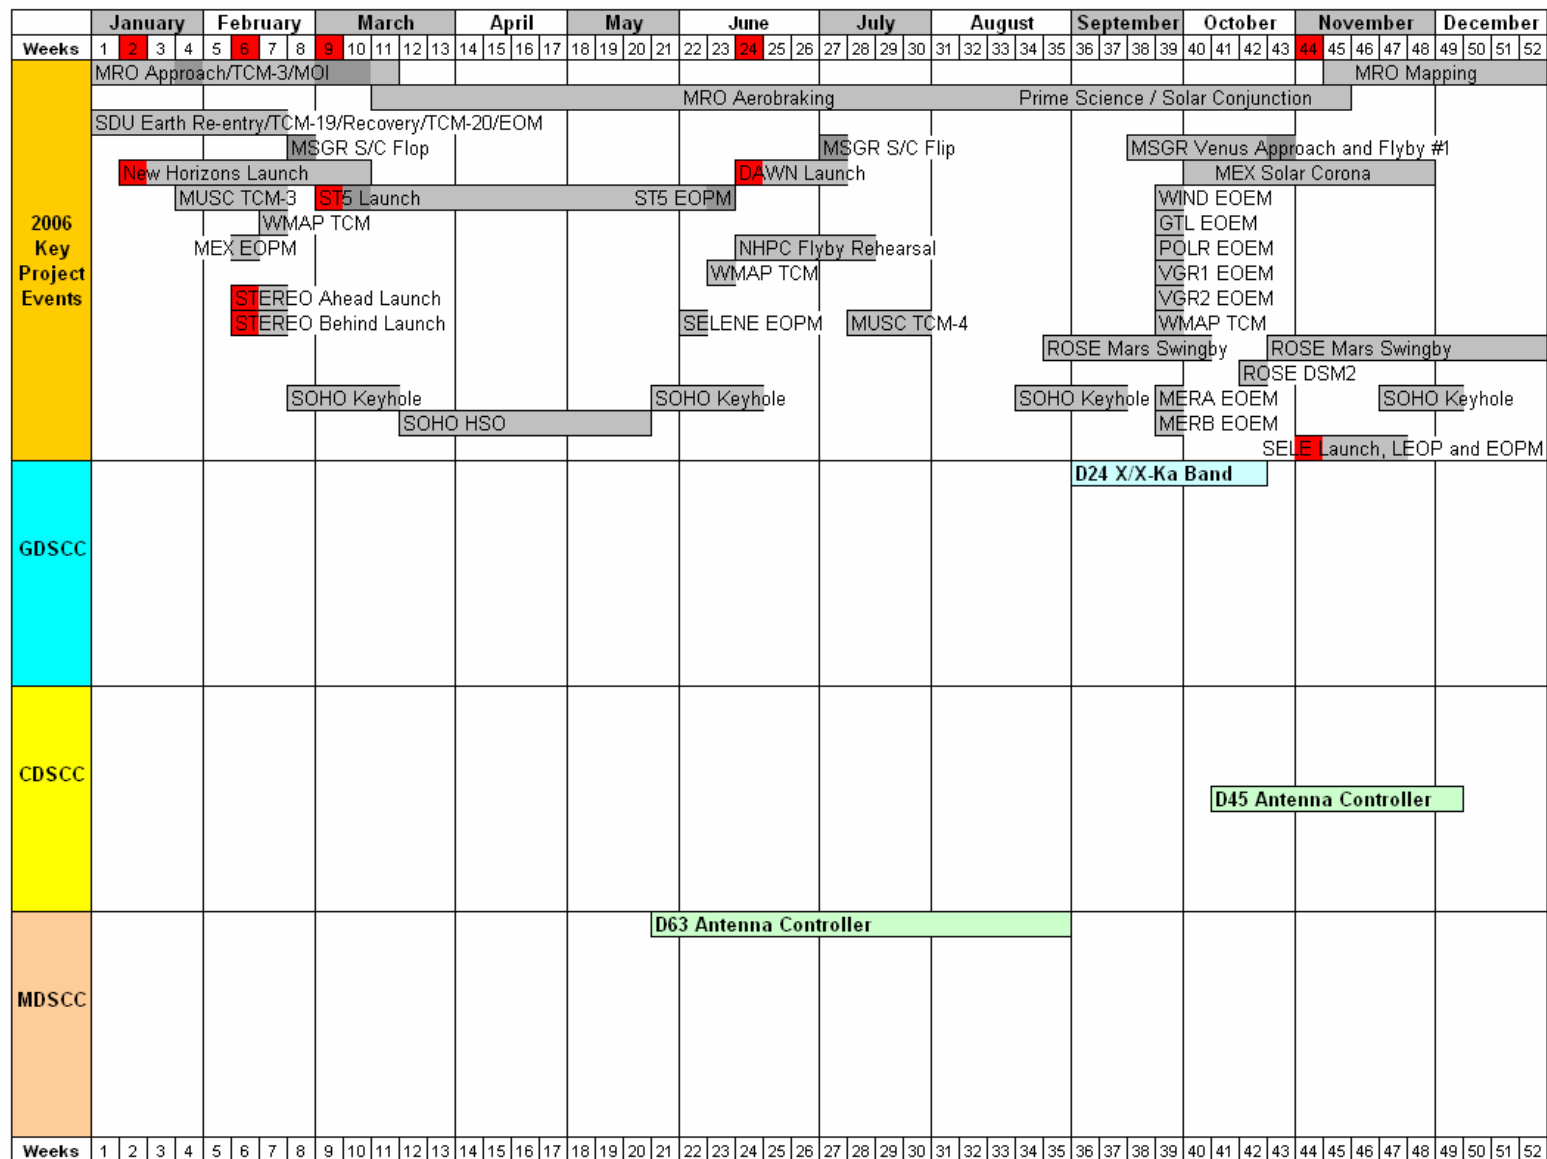 January February March April May June July August September October November December
Weeks 1 2 3 4 5 6 7 8 9 10 11 12 13 14 15 16 17 18 19 20 21 22 23 24 25 26 27 28 29 30 31 32 33 34 35 36 37 38 39 40 41 42 43 44 45 46 47 48 49 50 51 52
MRO Approach/TCM-3/MOI MRO Mapping
MRO Aerobraking Prime Science / Solar Conjunction
SDU Earth Re-entry/TCM-19/Recovery/TCM-20/EOM
MSGR S/C Flop MSGR S/C Flip MSGR Venus Approach and Flyby #1
New Horizons Launch DAWN Launch MEX Solar Corona
MUSC TCM-3 ST5 Launch ST5 EOPM WIND EOEM
2006 WMAP TCM GTL EOEM
Key MEX EOPM NHPC Flyby Rehearsal POLR EOEM
Project WMAP TCM VGR1 EOEM
Events STEREO Ahead Launch VGR2 EOEM
STEREO Behind Launch SELENE EOPM MUSC TCM-4 WMAP TCM
ROSE Mars Swingby ROSE Mars Swingby
ROSE DSM2
SOHO Keyhole SOHO Keyhole SOHO Keyhole MERA EOEM SOHO Keyhole
SOHO HSO MERB EOEM
SELE Launch, LEOP and EOPM
D24 X/X-Ka Band
GDSCC
CDSCC
D45 Antenna Controller
D63 Antenna Controller
MDSCC
Weeks 1 2 3 4 5 6 7 8 9 10 11 12 13 14 15 16 17 18 19 20 21 22 23 24 25 26 27 28 29 30 31 32 33 34 35 36 37 38 39 40 41 42 43 44 45 46 47 48 49 50 51 52